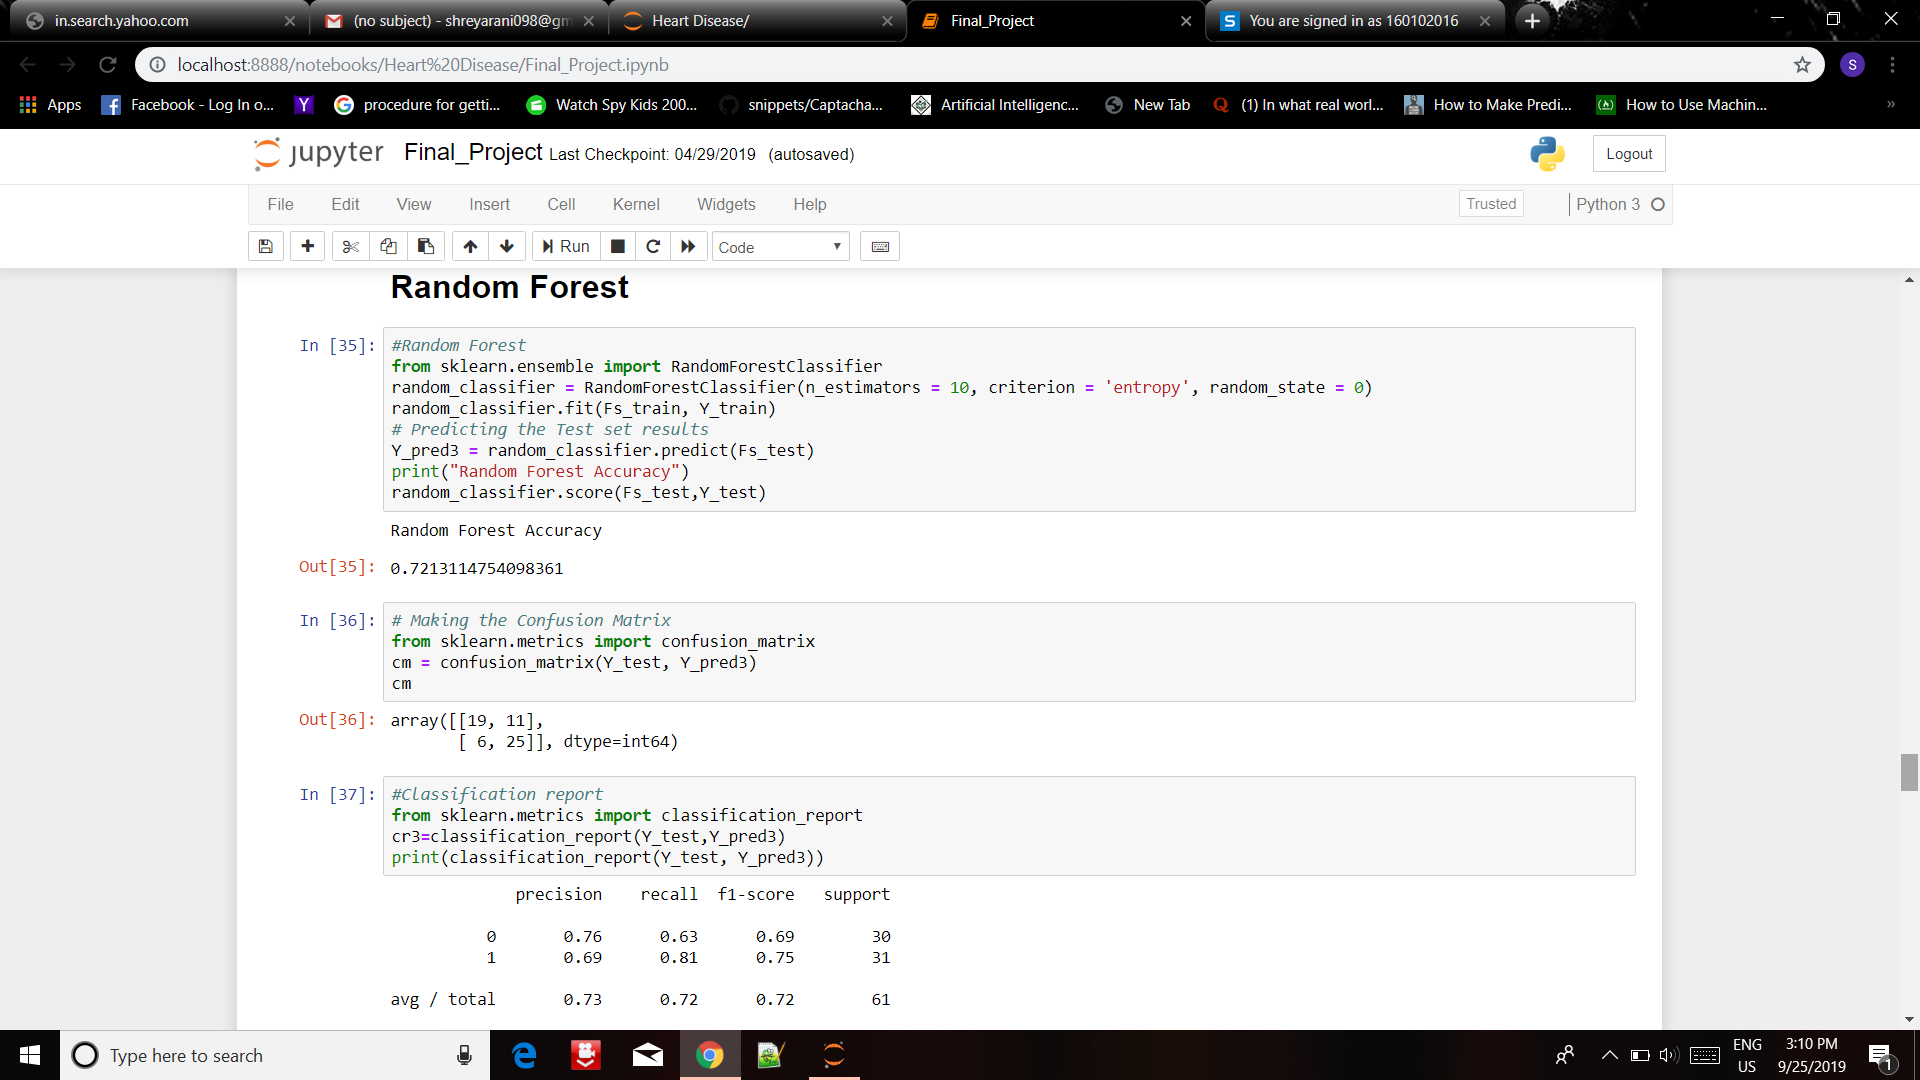 in.search.yahoo.com
(no subject) - shreyarani098@gm
Heart Disease/
Final_Project
You are signed in as 160102016
localhost:8888/notebooks/Heart%20Disease/Final_Project.ipynb
S
Apps
Facebook - Log In o...
procedure for getti...
Watch Spy Kids 200...
snippets/Captacha...
Artificial Intelligenc...
New Tab
(1) In what real worl...
How to Make Predi...
How to Use Machin...
jupyter Final_Project Last Checkpoint: 04/29/2019 (autosaved)
Logout
File Edit View Insert Cell Kernel Widgets Help
Trusted
Python 3
Run
Code
Random Forest
In [35]: #Random Forest
from sklearn.ensemble import RandomForestClassifier
random_classifier = RandomForestClassifier(n_estimators = 10, criterion = 'entropy', random_state = 0)
random_classifier.fit(Fs_train, Y_train)
# Predicting the Test set results
Y_pred3 = random_classifier.predict(Fs_test)
print("Random Forest Accuracy")
random_classifier.score(Fs_test,Y_test)
Random Forest Accuracy
Out[35]: 0.7213114754098361
In [36]: # Making the Confusion Matrix
from sklearn.metrics import confusion_matrix
cm = confusion_matrix(Y_test, Y_pred3)
cm
Out[36]: array([[19, 11],
[ 6, 25]], dtype=int64)
In [37]: #Classification report
from sklearn.metrics import classification_report
cr3=classification_report(Y_test,Y_pred3)
print(classification_report(Y_test, Y_pred3))
precision recall f1-score support
0 0.76 0.63 0.69 30
1 0.69 0.81 0.75 31
avg / total 0.73 0.72 0.72 61
Type here to search
ENG
US
3:10 PM
9/25/2019
1